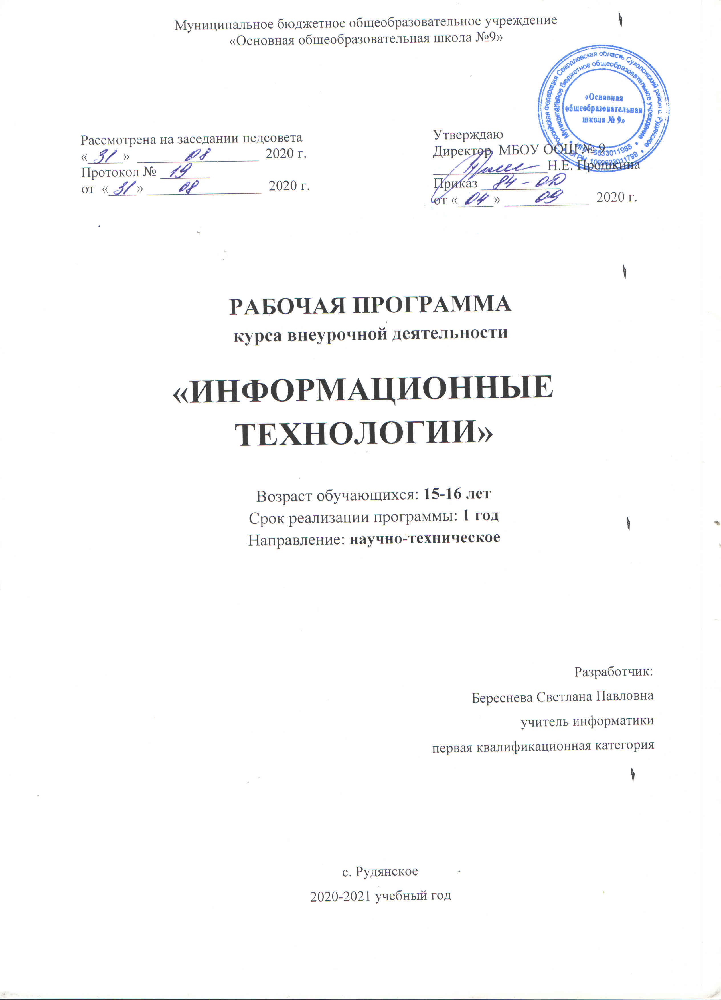 Муниципальное бюджетное общеобразовательное учреждение
«Основная общеобразовательная школа №9»
Российская Федерация Свердловская область Сухоложский район с. Рудянское
Муниципальное бюджетное общеобразовательное учреждение
• ИНН 6633011988 •
• ОГРН 1069633011799 •
«Основная
общеобразовательная
школа № 9»
Рассмотрена на заседании педсовета
«31» 08 2020 г.
Протокол № 19
от «31» 08 2020 г.
Утверждаю
Директор МБОУ ООШ № 9
Н.Е. Прошкина
Приказ 84-ОД
от «04» 09 2020 г.
РАБОЧАЯ ПРОГРАММА
курса внеурочной деятельности
«ИНФОРМАЦИОННЫЕ
ТЕХНОЛОГИИ»
Возраст обучающихся: 15-16 лет
Срок реализации программы: 1 год
Направление: научно-техническое
Разработчик:
Береснева Светлана Павловна
учитель информатики
первая квалификационная категория
с. Рудянское
2020-2021 учебный год